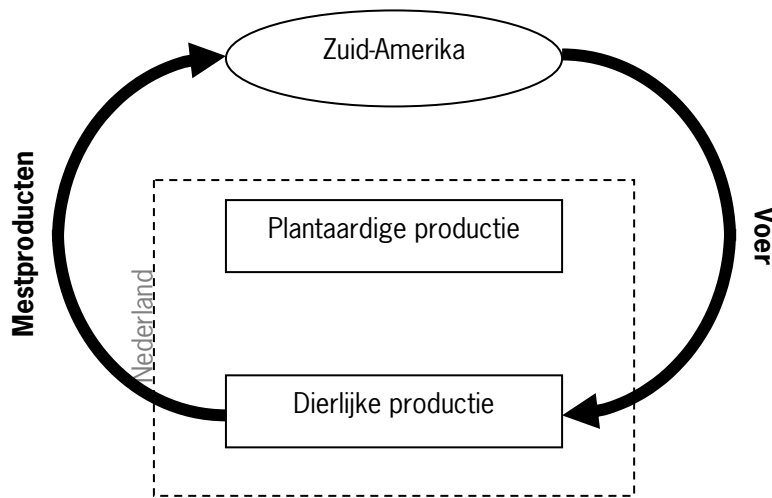 Zuid-Amerika
Mestproducten
Voer
Plantaardige productie
Nederland
Dierlijke productie